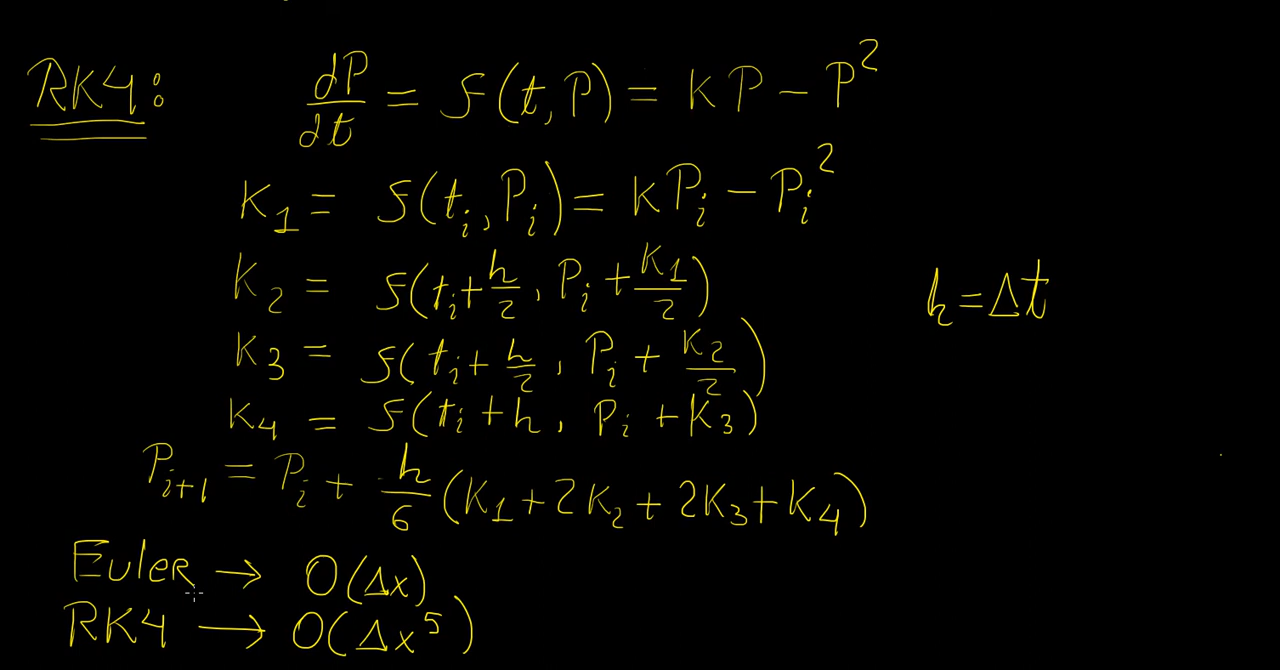 RK4: dP/dt = f(t, P) = KP − P²
K₁ = f(tᵢ, Pᵢ) = KPᵢ − Pᵢ²
K₂ = f(tᵢ + h/2, Pᵢ + K₁/2)
h = Δt
K₃ = f(tᵢ + h/2, Pᵢ + K₂/2)
K₄ = f(tᵢ + h, Pᵢ + K₃)
Pᵢ₊₁ = Pᵢ + h/6 (K₁ + 2K₂ + 2K₃ + K₄)
Euler → O(Δx)
RK4 → O(Δx⁵)